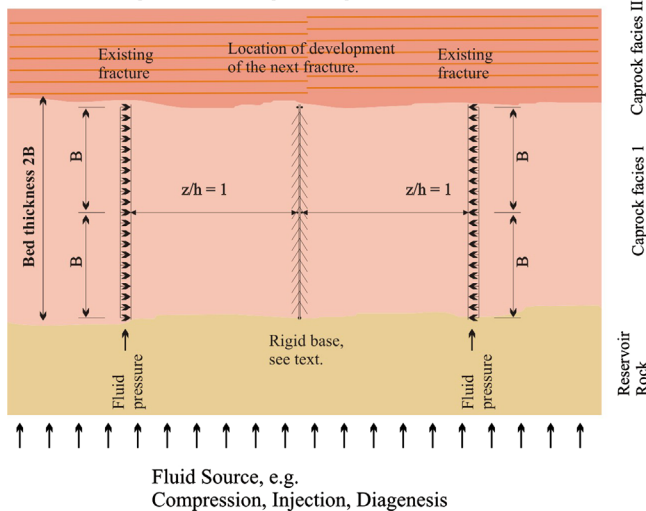 Existing
fracture
Location of development
of the next fracture.
Existing
fracture
Caprock facies II
Bed thickness 2B
B
B
z/h = 1
z/h = 1
B
B
Caprock facies 1
Rigid base,
see text.
Fluid
pressure
Fluid
pressure
Reservoir
Rock
Fluid Source, e.g.
Compression, Injection, Diagenesis